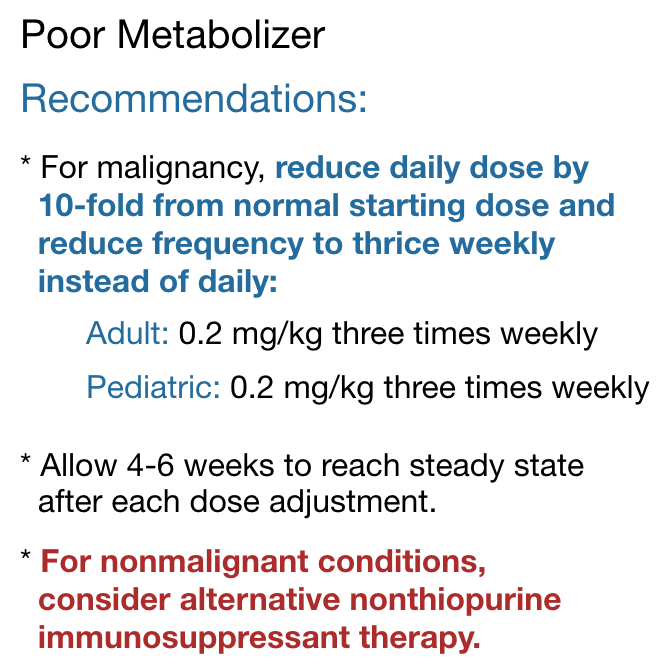 Poor Metabolizer
Recommendations:
* For malignancy, reduce daily dose by
10-fold from normal starting dose and
reduce frequency to thrice weekly
instead of daily:
Adult: 0.2 mg/kg three times weekly
Pediatric: 0.2 mg/kg three times weekly
* Allow 4-6 weeks to reach steady state
after each dose adjustment.
* For nonmalignant conditions,
consider alternative nonthiopurine
immunosuppressant therapy.